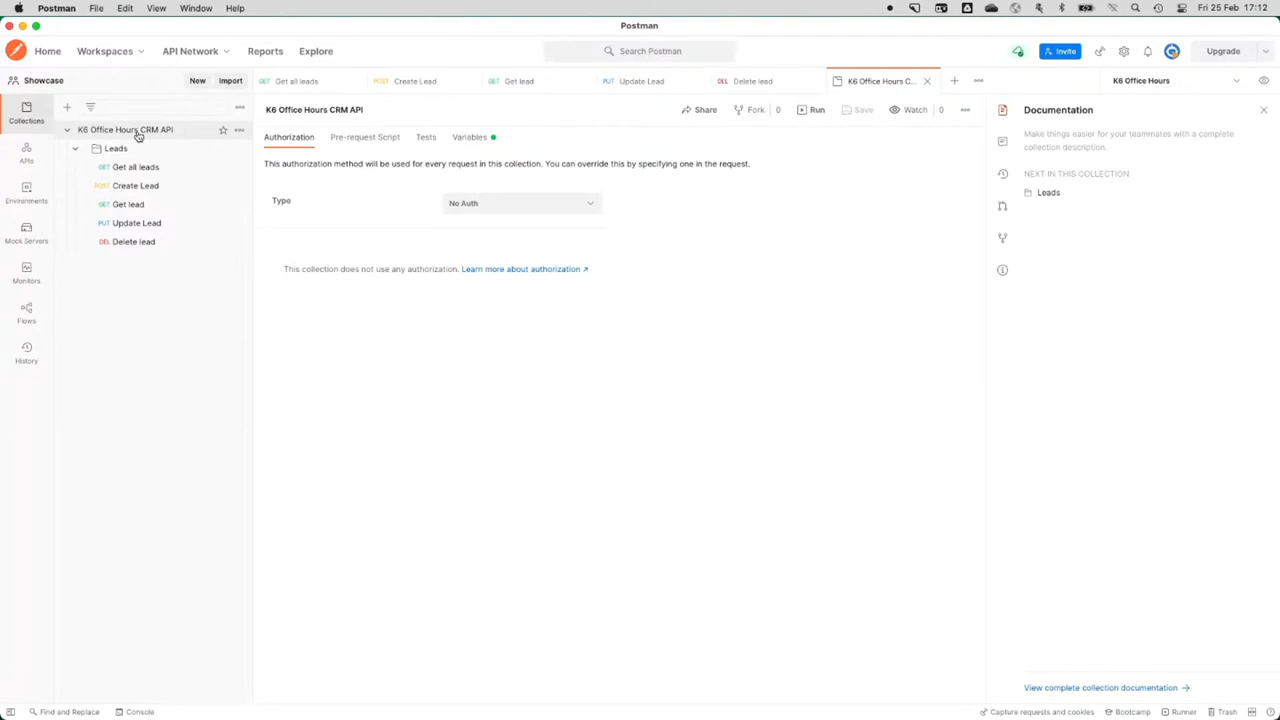 Postman File Edit View Window Help Fri 25 Feb 17:12
Postman
Home Workspaces API Network Reports Explore Search Postman Invite Upgrade
Showcase New Import GET Get all leads POST Create Lead GET Get lead PUT Update Lead DEL Delete lead K6 Office Hours C... K6 Office Hours
Collections
APIs
Environments
Mock Servers
Monitors
Flows
History
K6 Office Hours CRM API
Leads
GET Get all leads
POST Create Lead
GET Get lead
PUT Update Lead
DEL Delete lead
K6 Office Hours CRM API Share Fork 0 Run Save Watch 0
Authorization Pre-request Script Tests Variables
This authorization method will be used for every request in this collection. You can override this by specifying one in the request.
Type No Auth
This collection does not use any authorization. Learn more about authorization ↗
Documentation
Make things easier for your teammates with a complete
collection description.
NEXT IN THIS COLLECTION
Leads
View complete collection documentation →
Find and Replace Console Capture requests and cookies Bootcamp Runner Trash